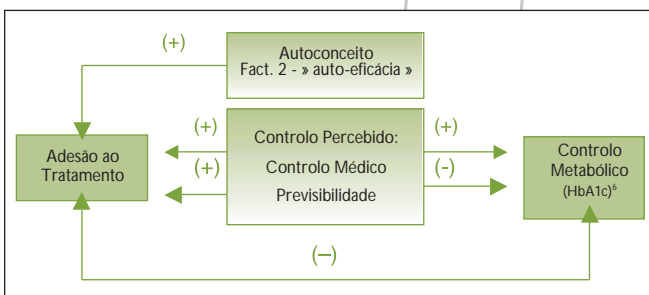 (+)
Autoconceito
Fact. 2 - » auto-eficácia »
(+)
(+)
Controlo Percebido:
Controlo Médico
Previsibilidade
(+)
(-)
Adesão ao
Tratamento
Controlo
Metabólico
(HbA1c)⁶
(—)